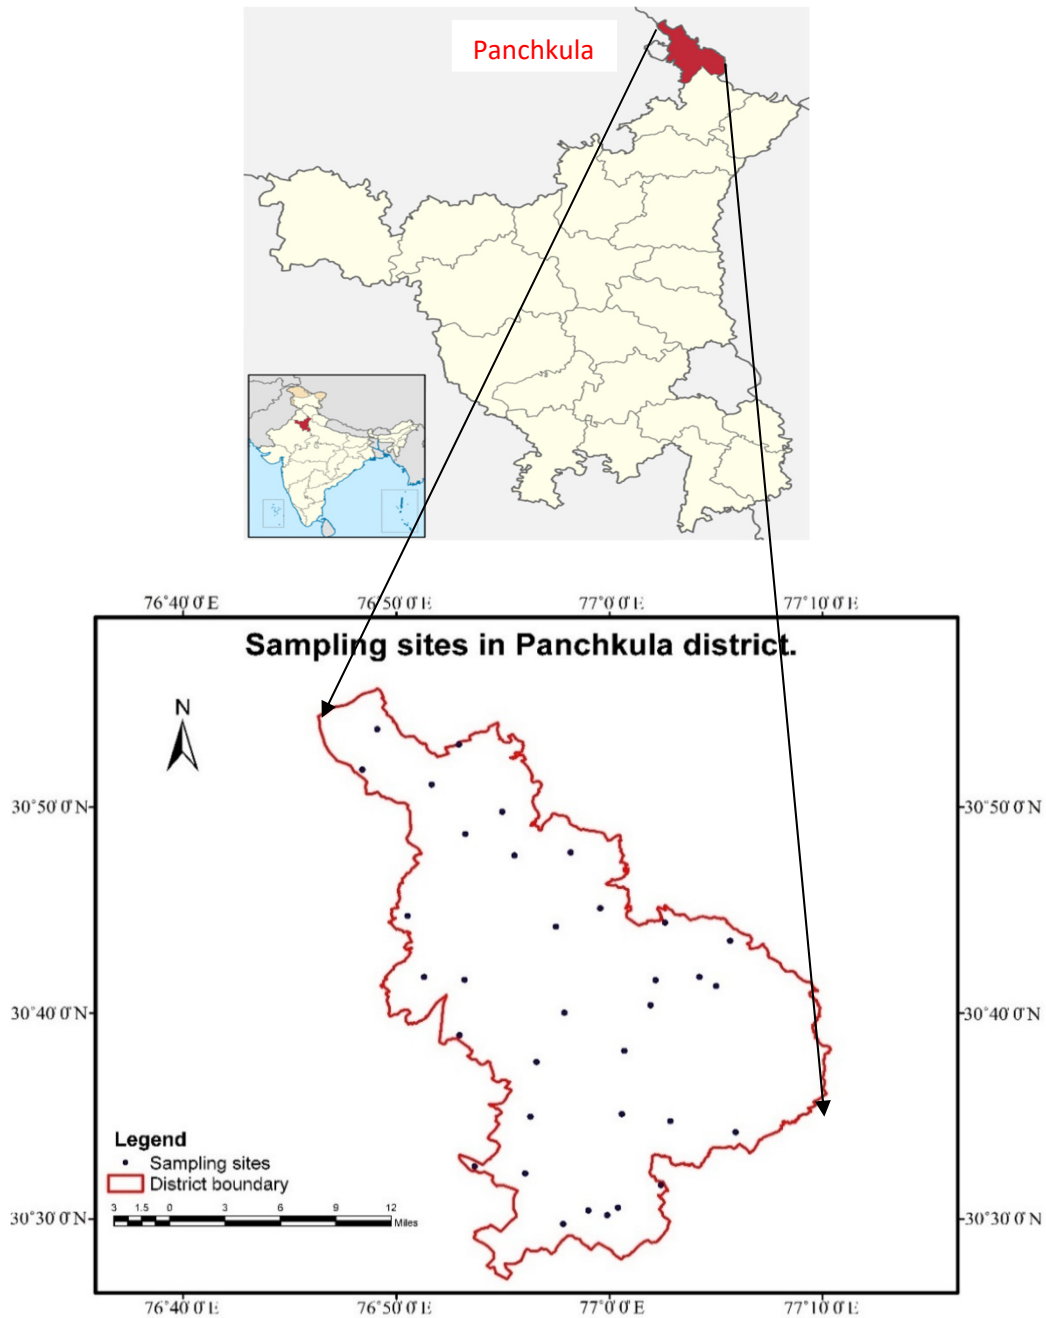 Panchkula
76°40'0"E 76°50'0"E 77°0'0"E 77°10'0"E
Sampling sites in Panchkula district.
N
30°50'0"N 30°50'0"N
30°40'0"N 30°40'0"N
Legend
Sampling sites
District boundary
3 1.5 0 3 6 9 12
Miles
30°30'0"N 30°30'0"N
76°40'0"E 76°50'0"E 77°0'0"E 77°10'0"E